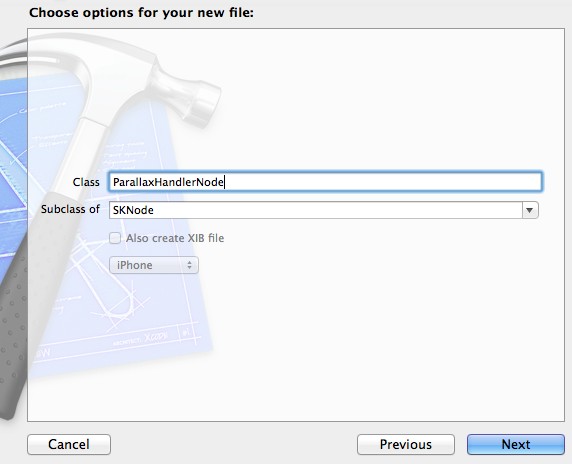 Choose options for your new file:
Class ParallaxHandlerNode
Subclass of SKNode
Also create XIB file
iPhone
Cancel Previous Next